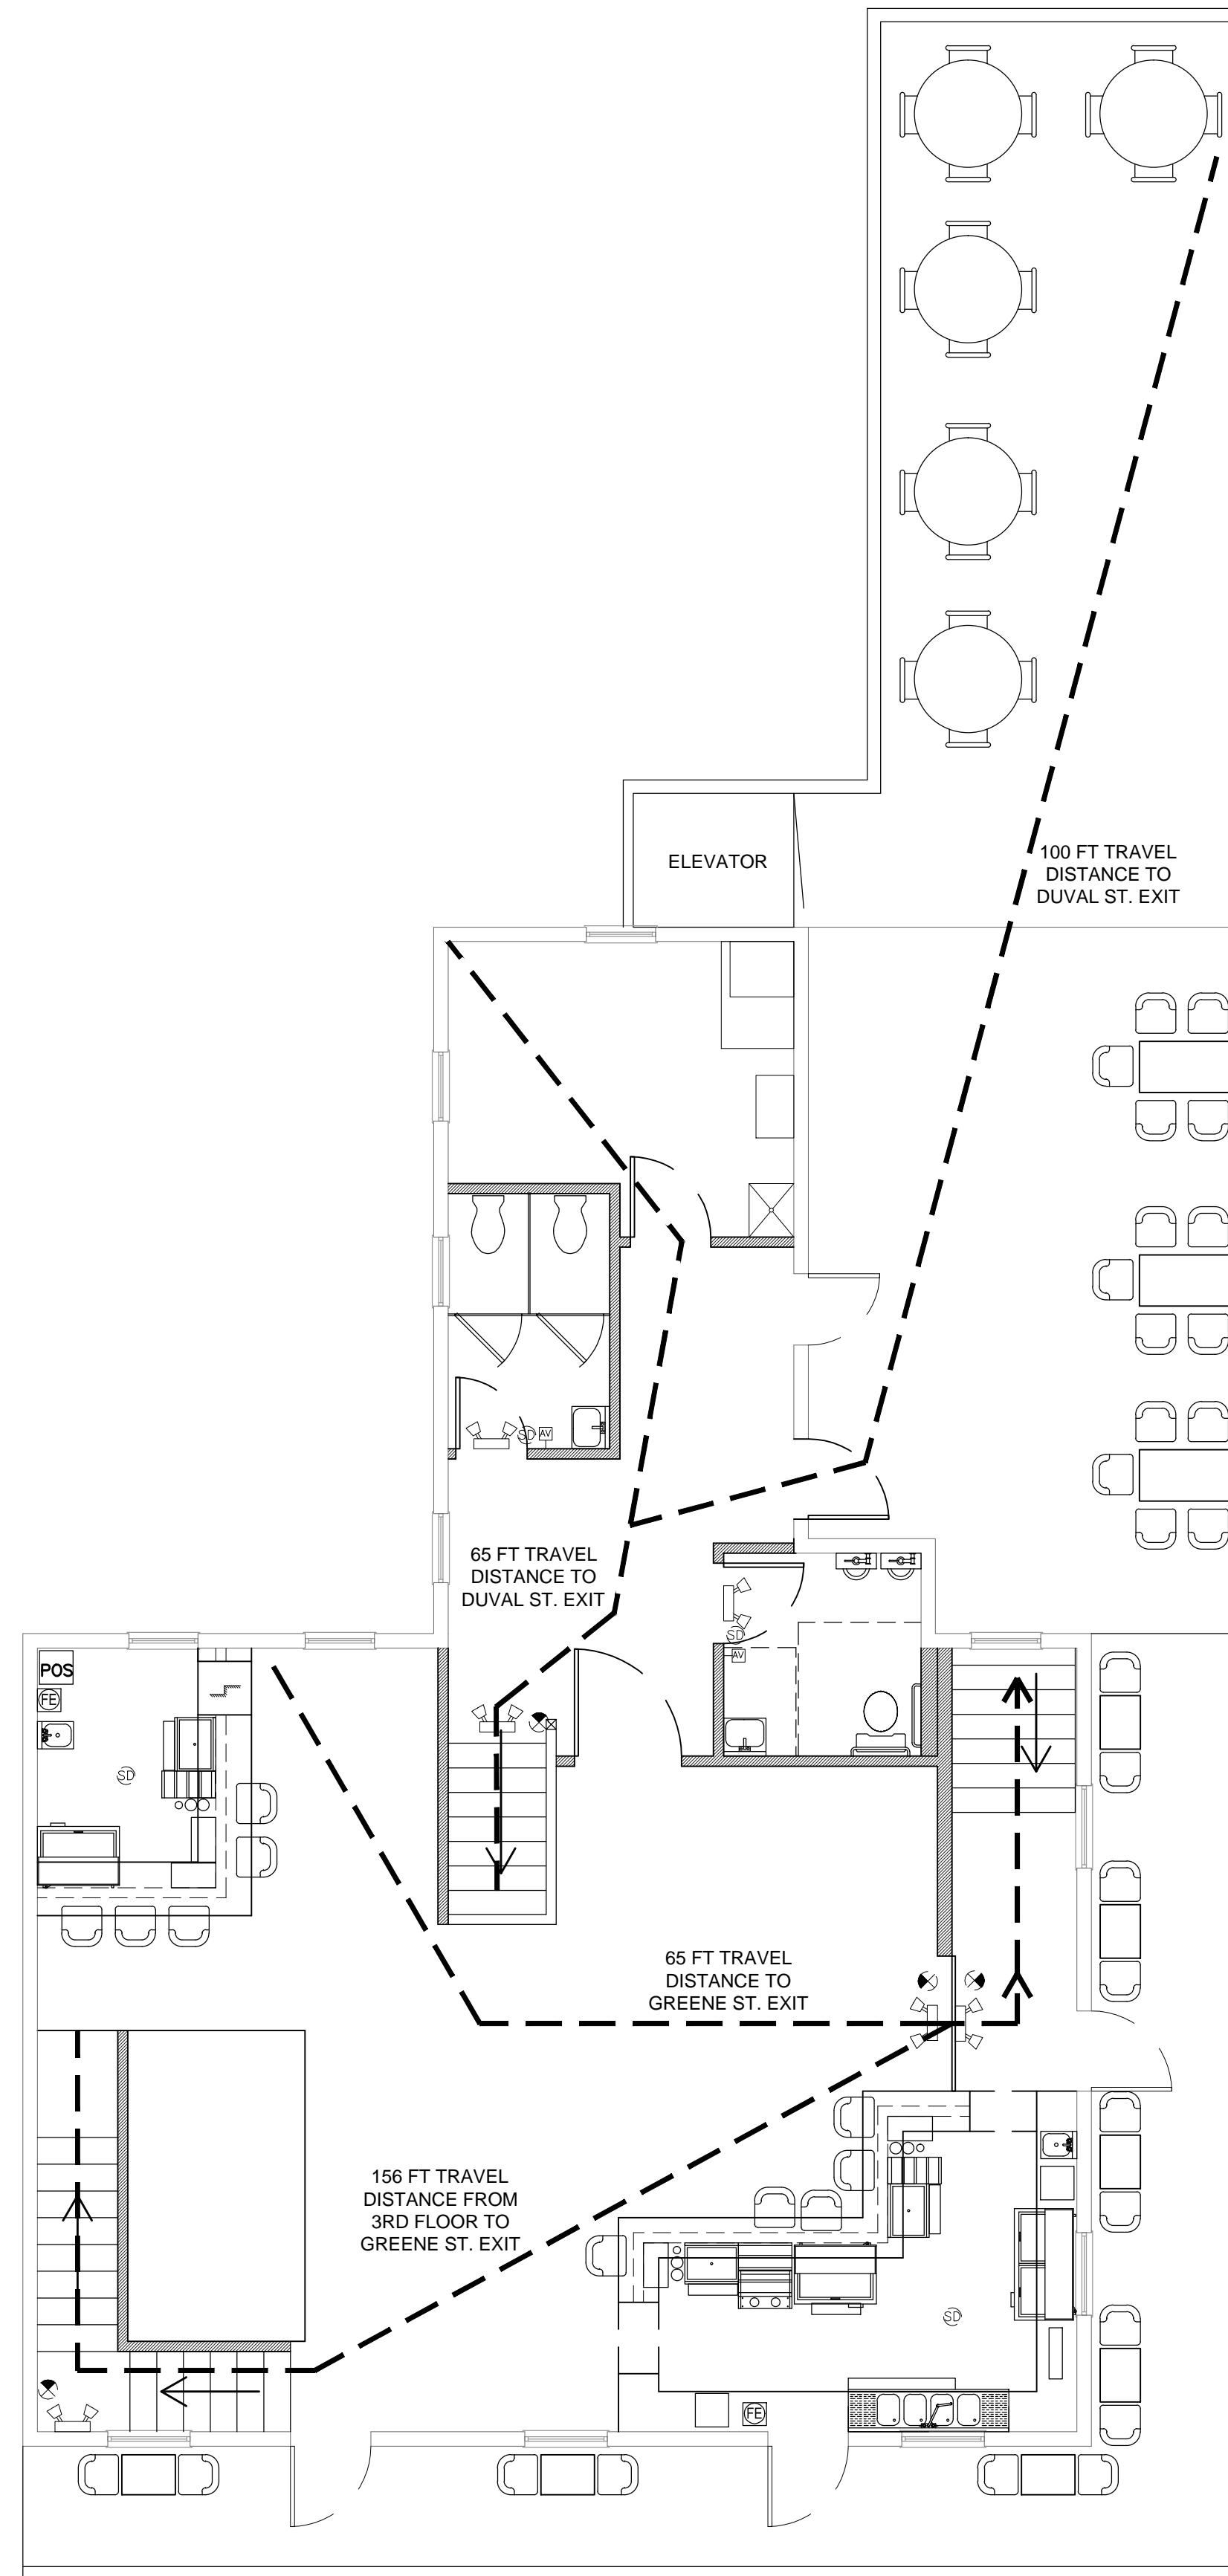 ELEVATOR
100 FT TRAVEL
DISTANCE TO
DUVAL ST. EXIT
SD
AV
65 FT TRAVEL
DISTANCE TO
DUVAL ST. EXIT
SD
AV
POS
FE
SD
65 FT TRAVEL
DISTANCE TO
GREENE ST. EXIT
156 FT TRAVEL
DISTANCE FROM
3RD FLOOR TO
GREENE ST. EXIT
SD
FE